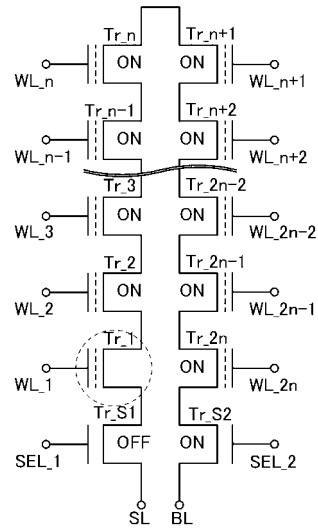 Tr_n Tr_n+1
ON ON
WL_n WL_n+1
Tr_n-1 Tr_n+2
ON ON
WL_n-1 WL_n+2
Tr_3 Tr_2n-2
ON ON
WL_3 WL_2n-2
Tr_2 Tr_2n-1
ON ON
WL_2 WL_2n-1
Tr_1 Tr_2n
ON
WL_1 WL_2n
Tr_S1 Tr_S2
OFF ON
SEL_1 SEL_2
SL BL